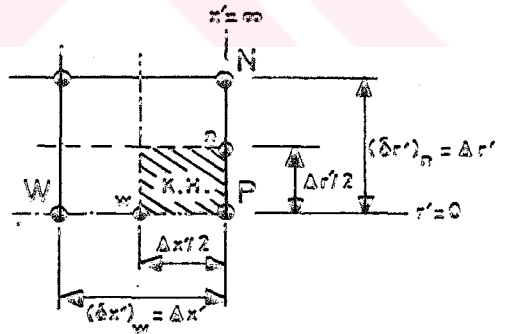 x'=∞
N
n
(δr')n = Δr'
W
w
K.H.
P
Δr'/2
r'=0
Δx'/2
(δx')w = Δx'